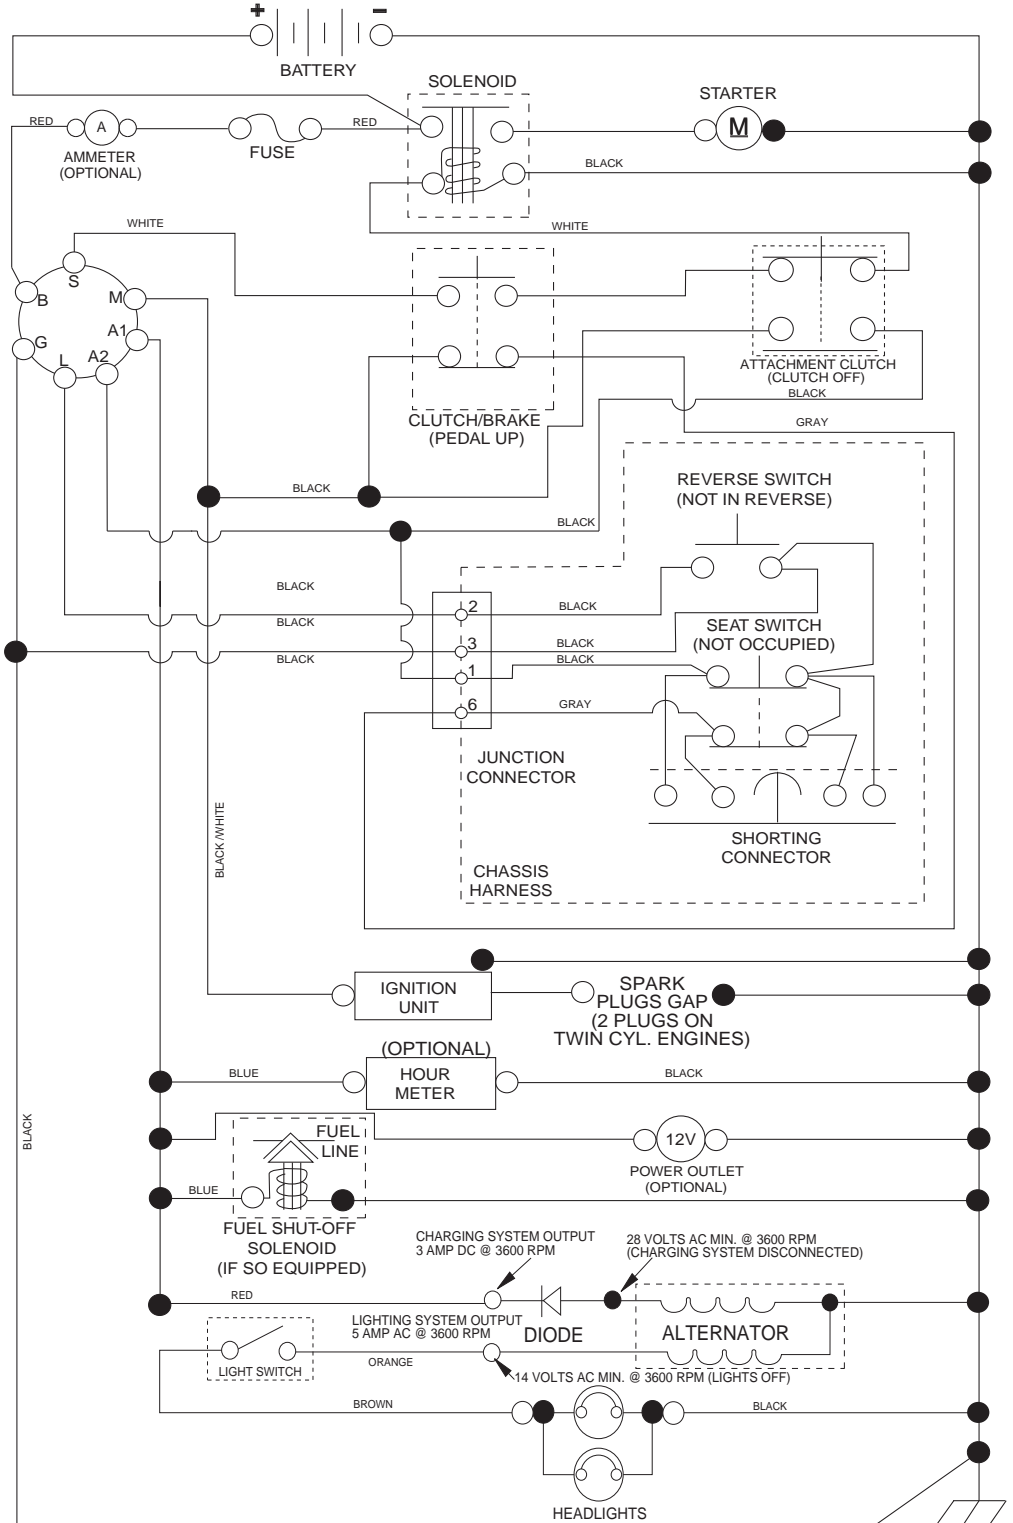 + −
BATTERY
SOLENOID
STARTER
RED
A
RED
M
AMMETER
(OPTIONAL)
FUSE
BLACK
WHITE
WHITE
S
B
M
G
A1
L
A2
ATTACHMENT CLUTCH
(CLUTCH OFF)
BLACK
CLUTCH/BRAKE
(PEDAL UP)
GRAY
REVERSE SWITCH
(NOT IN REVERSE)
BLACK
BLACK
BLACK
2
BLACK
BLACK
SEAT SWITCH
(NOT OCCUPIED)
3
BLACK
BLACK
BLACK
1
6
GRAY
JUNCTION
CONNECTOR
BLACK /WHITE
SHORTING
CONNECTOR
CHASSIS
HARNESS
IGNITION
UNIT
SPARK
PLUGS GAP
(2 PLUGS ON
TWIN CYL. ENGINES)
(OPTIONAL)
BLUE
HOUR
METER
BLACK
BLACK
FUEL
LINE
12V
POWER OUTLET
(OPTIONAL)
BLUE
FUEL SHUT-OFF
SOLENOID
(IF SO EQUIPPED)
CHARGING SYSTEM OUTPUT
3 AMP DC @ 3600 RPM
28 VOLTS AC MIN. @ 3600 RPM
(CHARGING SYSTEM DISCONNECTED)
RED
LIGHTING SYSTEM OUTPUT
5 AMP AC @ 3600 RPM
DIODE
ALTERNATOR
LIGHT SWITCH
ORANGE
14 VOLTS AC MIN. @ 3600 RPM (LIGHTS OFF)
BROWN
BLACK
HEADLIGHTS